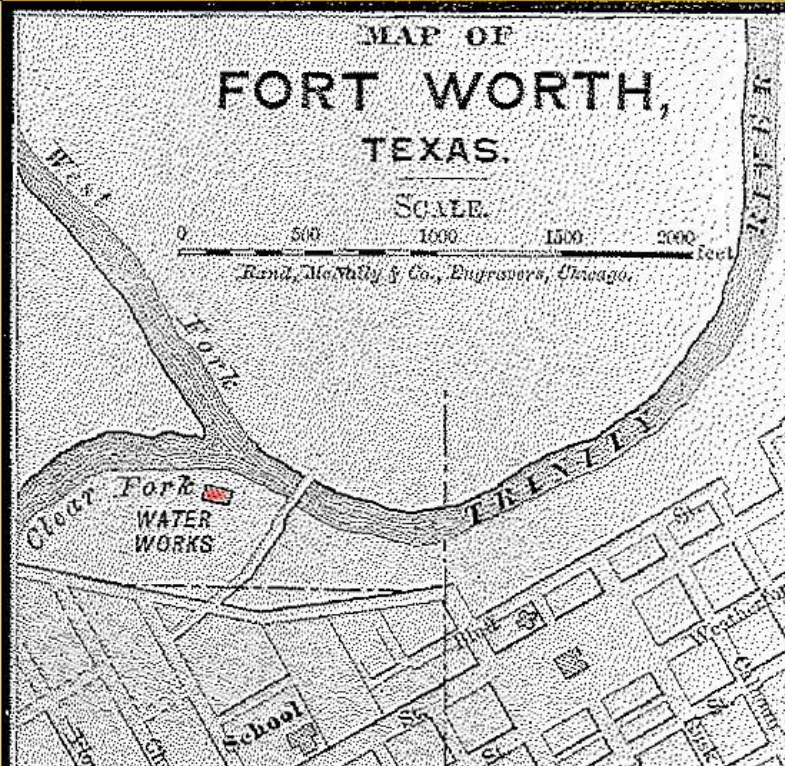 MAP OF
FORT WORTH,
TEXAS.
SCALE.
0 500 1000 1500 2000 feet
Rand, McNally & Co., Engravers, Chicago.
West Fork
RIVER
TRINITY
Clear Fork
WATER
WORKS
St.
Bluff
School
St.
St.
St.